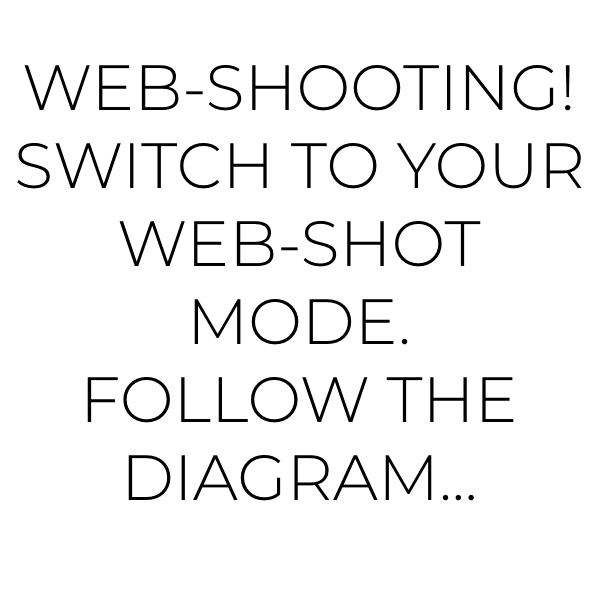 WEB-SHOOTING!
SWITCH TO YOUR
WEB-SHOT
MODE.
FOLLOW THE
DIAGRAM...